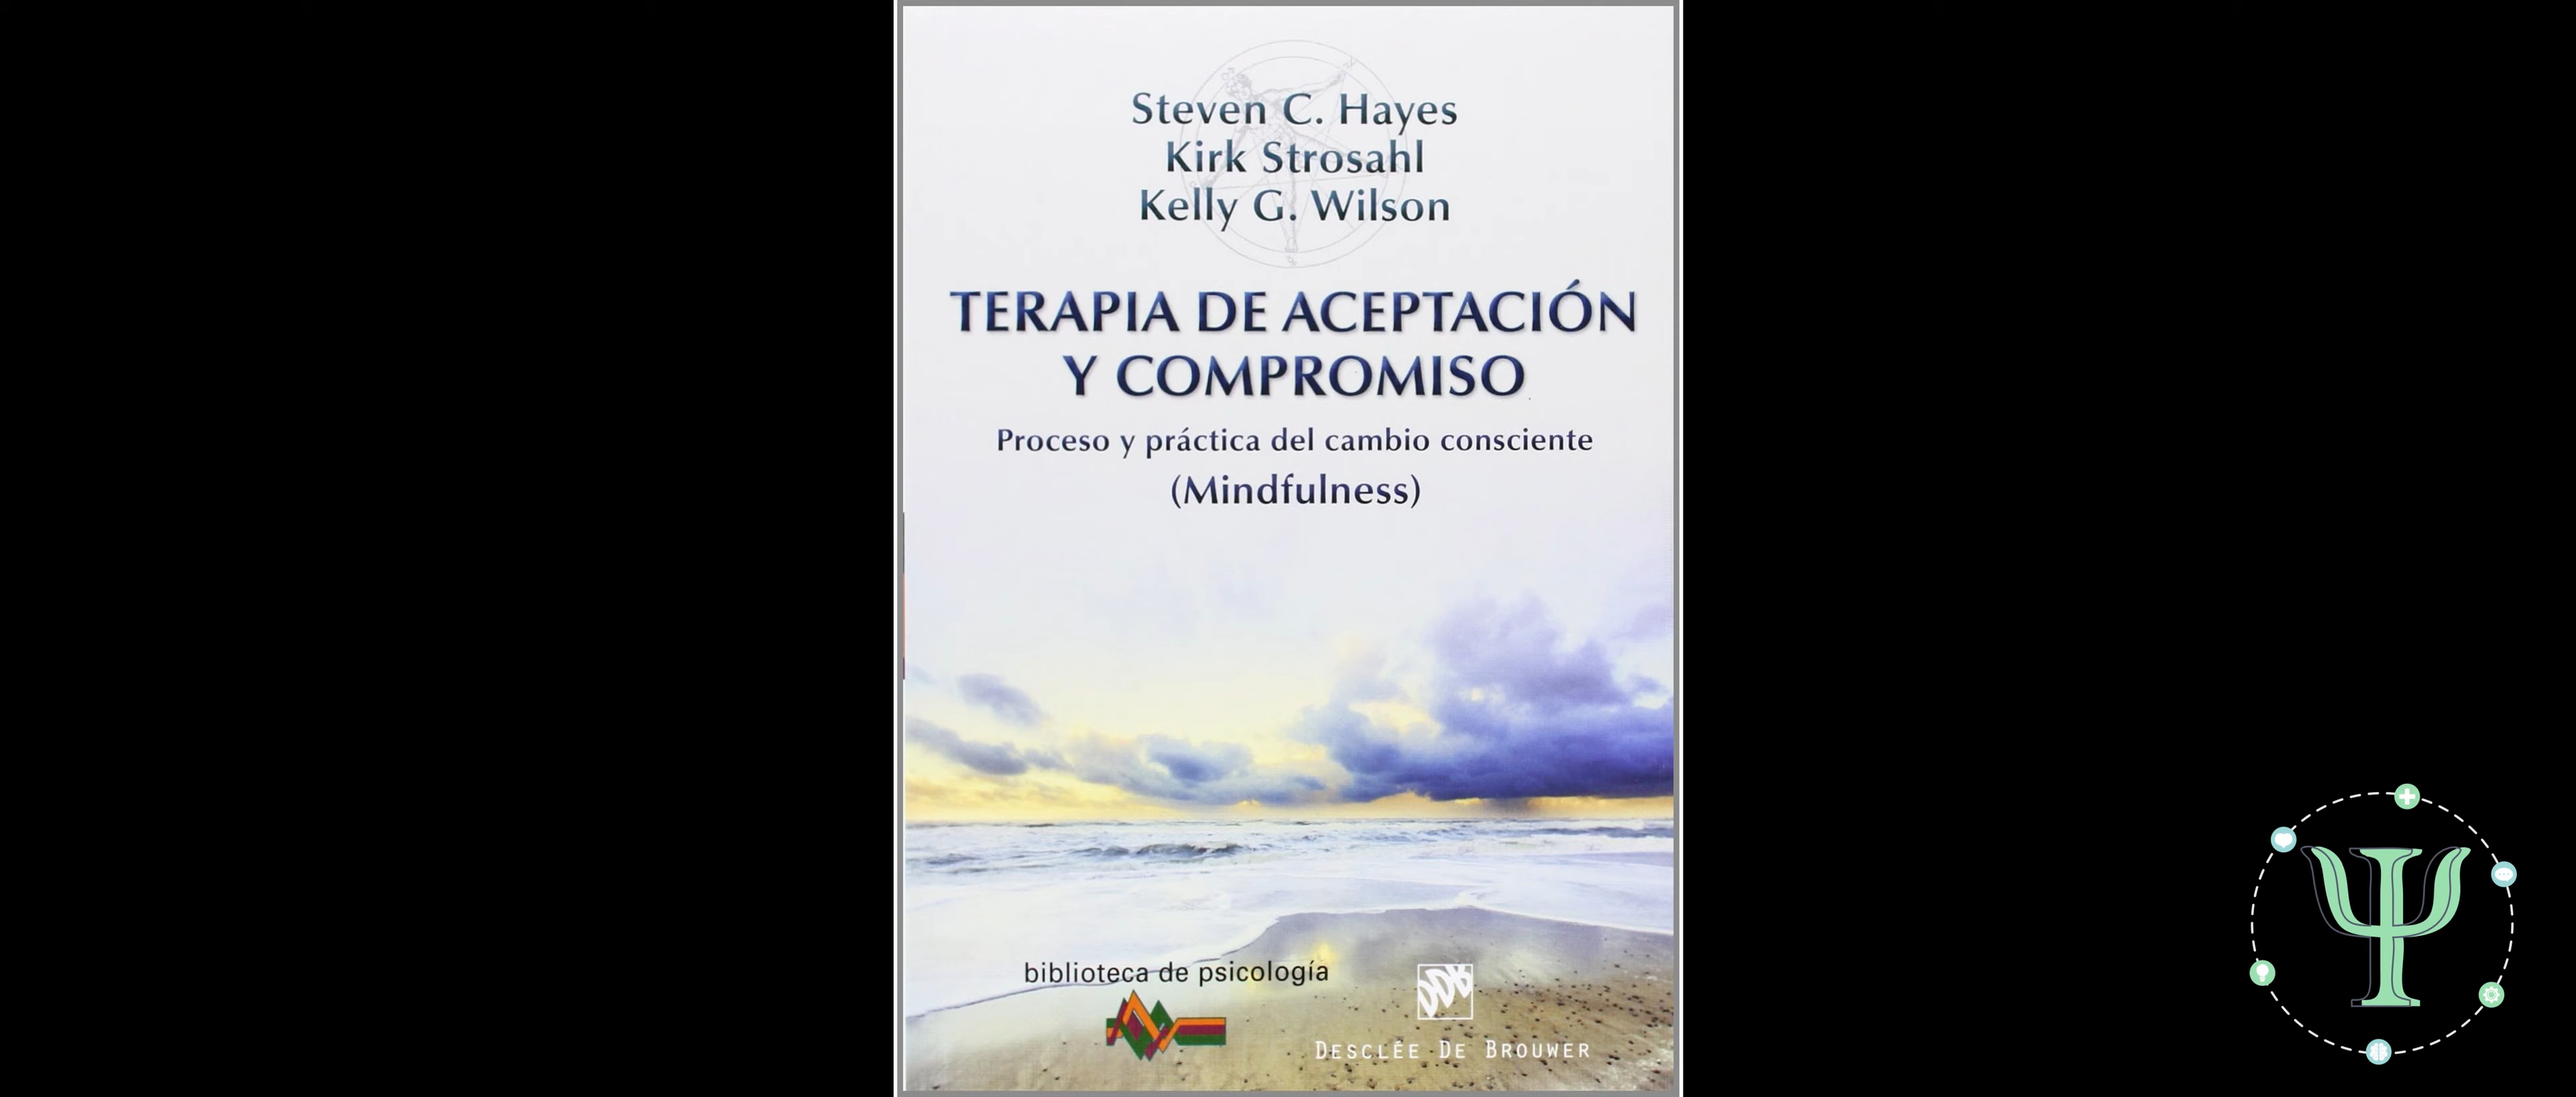 Steven C. Hayes
Kirk Strosahl
Kelly G. Wilson
TERAPIA DE ACEPTACIÓN
Y COMPROMISO
Proceso y práctica del cambio consciente
(Mindfulness)
biblioteca de psicología
DDB
DESCLÉE DE BROUWER
Ψ